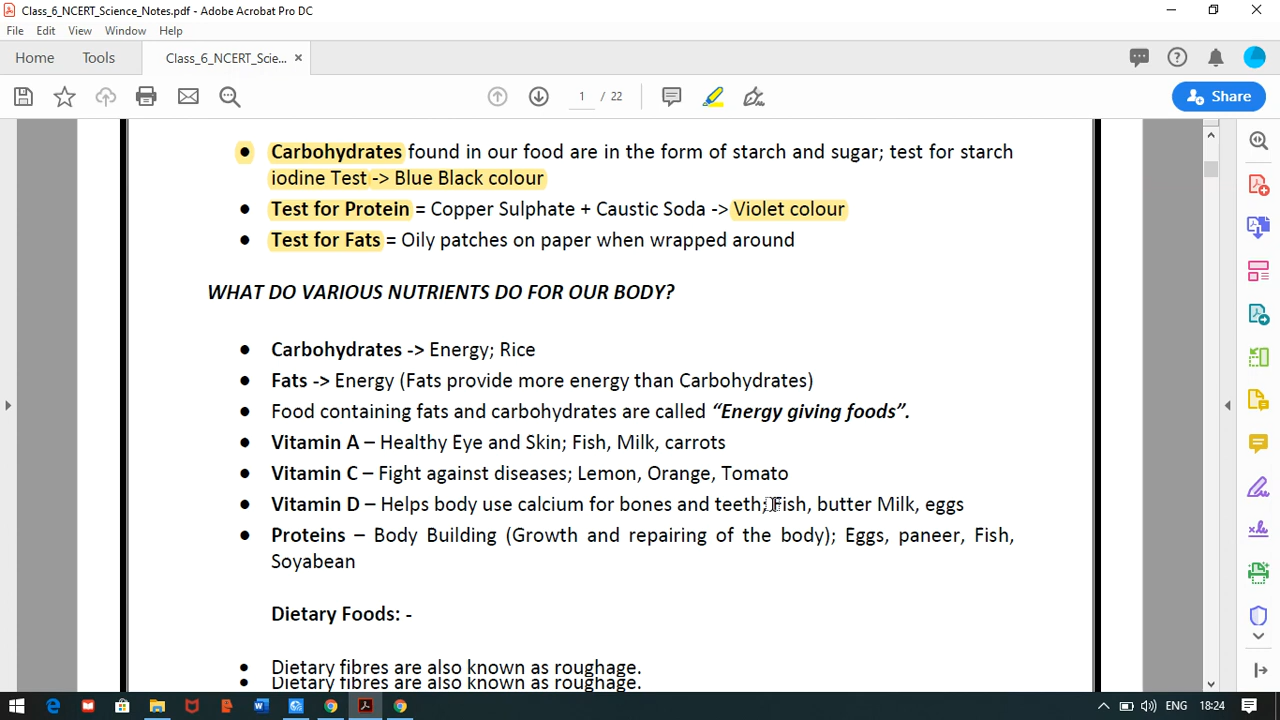 Class_6_NCERT_Science_Notes.pdf - Adobe Acrobat Pro DC
File Edit View Window Help
Home Tools Class_6_NCERT_Scie... ×
1 / 22
Share
• Carbohydrates found in our food are in the form of starch and sugar; test for starch
iodine Test -> Blue Black colour
• Test for Protein = Copper Sulphate + Caustic Soda -> Violet colour
• Test for Fats = Oily patches on paper when wrapped around
WHAT DO VARIOUS NUTRIENTS DO FOR OUR BODY?
• Carbohydrates -> Energy; Rice
• Fats -> Energy (Fats provide more energy than Carbohydrates)
• Food containing fats and carbohydrates are called “Energy giving foods”.
• Vitamin A – Healthy Eye and Skin; Fish, Milk, carrots
• Vitamin C – Fight against diseases; Lemon, Orange, Tomato
• Vitamin D – Helps body use calcium for bones and teeth; Fish, butter Milk, eggs
• Proteins – Body Building (Growth and repairing of the body); Eggs, paneer, Fish,
Soyabean
Dietary Foods: -
• Dietary fibres are also known as roughage.
• Dietary fibres are also known as roughage.
ENG 18:24